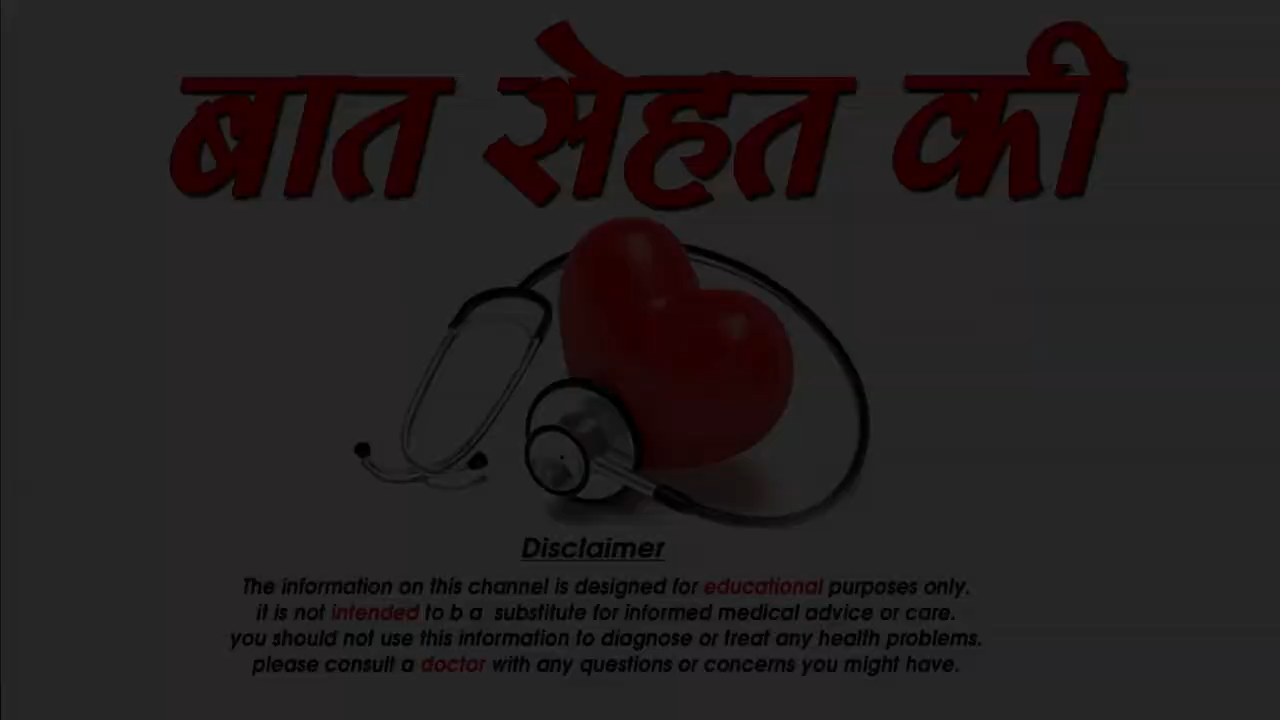 बात सेहत की
Disclaimer
The information on this channel is designed for educational purposes only.
it is not intended to b a substitute for informed medical advice or care.
you should not use this information to diagnose or treat any health problems.
please consult a doctor with any questions or concerns you might have.